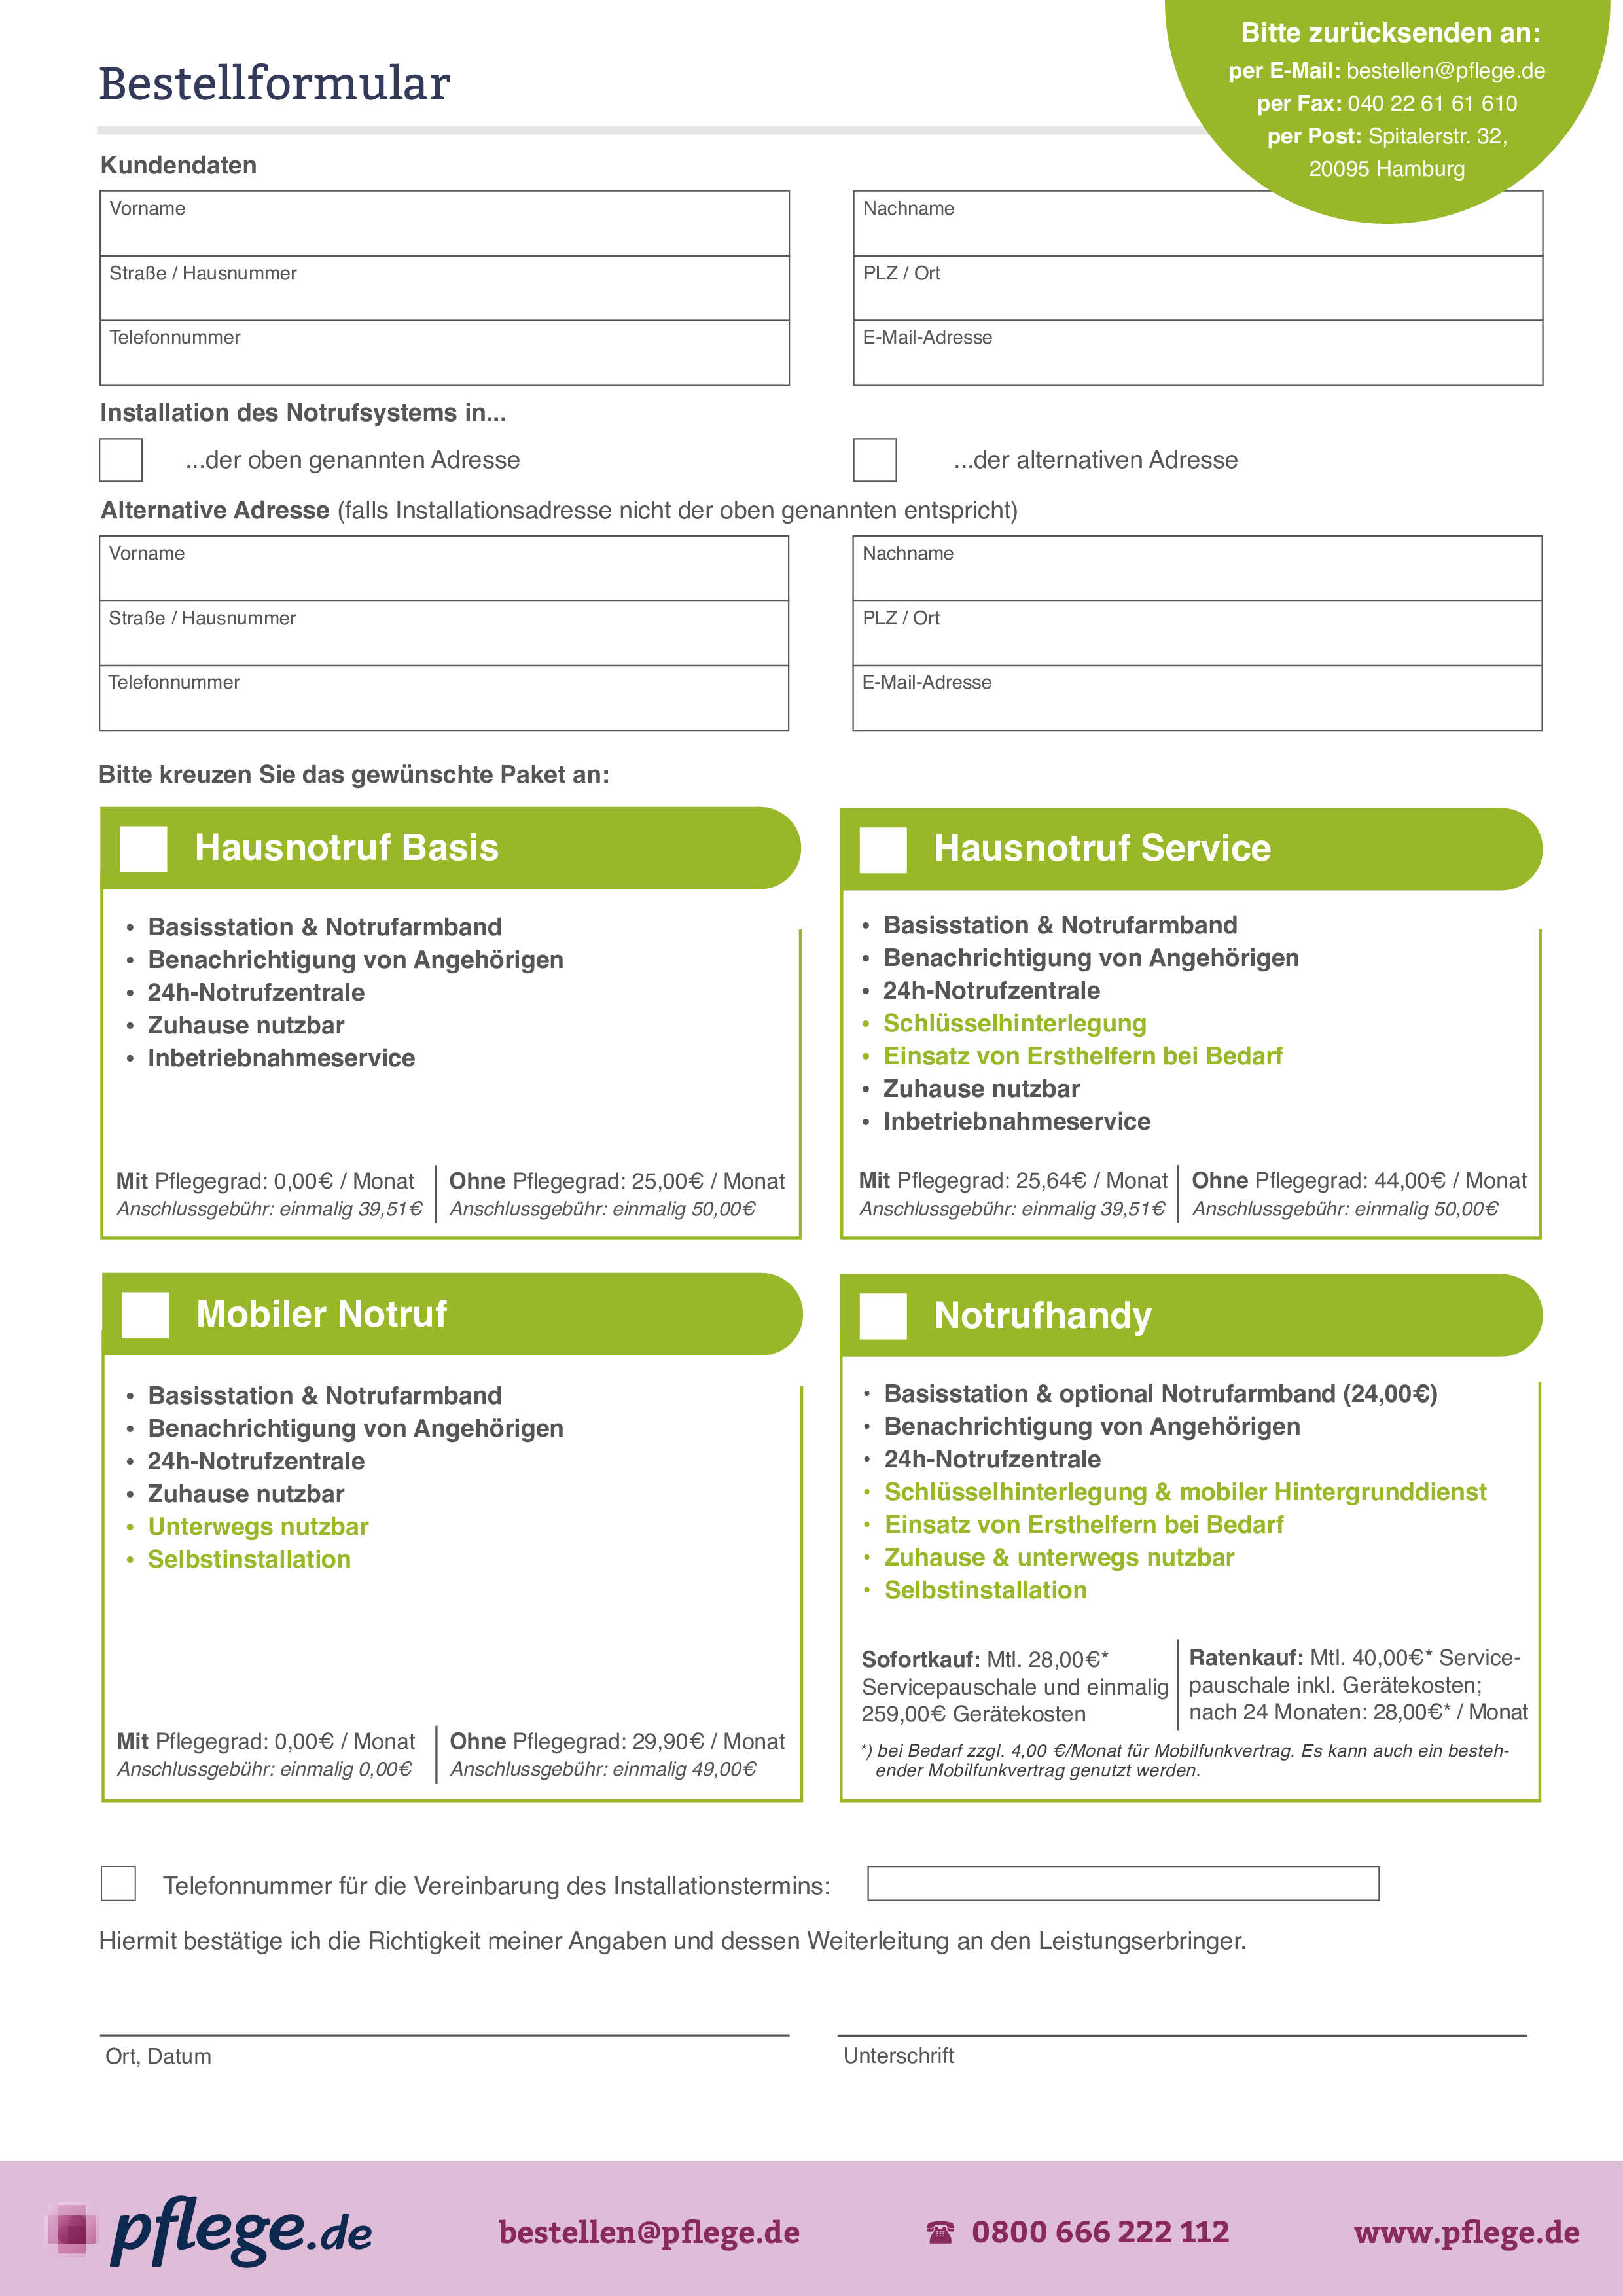 Bestellformular
Bitte zurücksenden an:
per E-Mail: bestellen@pflege.de
per Fax: 040 22 61 61 610
per Post: Spitalerstr. 32,
20095 Hamburg
Kundendaten
Vorname
Nachname
Straße / Hausnummer
PLZ / Ort
Telefonnummer
E-Mail-Adresse
Installation des Notrufsystems in...
...der oben genannten Adresse
...der alternativen Adresse
Alternative Adresse (falls Installationsadresse nicht der oben genannten entspricht)
Vorname
Nachname
Straße / Hausnummer
PLZ / Ort
Telefonnummer
E-Mail-Adresse
Bitte kreuzen Sie das gewünschte Paket an:
Hausnotruf Basis
• Basisstation & Notrufarmband
• Benachrichtigung von Angehörigen
• 24h-Notrufzentrale
• Zuhause nutzbar
• Inbetriebnahmeservice
Mit Pflegegrad: 0,00€ / Monat
Anschlussgebühr: einmalig 39,51€
Ohne Pflegegrad: 25,00€ / Monat
Anschlussgebühr: einmalig 50,00€
Hausnotruf Service
• Basisstation & Notrufarmband
• Benachrichtigung von Angehörigen
• 24h-Notrufzentrale
• Schlüsselhinterlegung
• Einsatz von Ersthelfern bei Bedarf
• Zuhause nutzbar
• Inbetriebnahmeservice
Mit Pflegegrad: 25,64€ / Monat
Anschlussgebühr: einmalig 39,51€
Ohne Pflegegrad: 44,00€ / Monat
Anschlussgebühr: einmalig 50,00€
Mobiler Notruf
• Basisstation & Notrufarmband
• Benachrichtigung von Angehörigen
• 24h-Notrufzentrale
• Zuhause nutzbar
• Unterwegs nutzbar
• Selbstinstallation
Mit Pflegegrad: 0,00€ / Monat
Anschlussgebühr: einmalig 0,00€
Ohne Pflegegrad: 29,90€ / Monat
Anschlussgebühr: einmalig 49,00€
Notrufhandy
• Basisstation & optional Notrufarmband (24,00€)
• Benachrichtigung von Angehörigen
• 24h-Notrufzentrale
• Schlüsselhinterlegung & mobiler Hintergrunddienst
• Einsatz von Ersthelfern bei Bedarf
• Zuhause & unterwegs nutzbar
• Selbstinstallation
Sofortkauf: Mtl. 28,00€*
Servicepauschale und einmalig
259,00€ Gerätekosten
Ratenkauf: Mtl. 40,00€* Service-
pauschale inkl. Gerätekosten;
nach 24 Monaten: 28,00€* / Monat
*) bei Bedarf zzgl. 4,00 €/Monat für Mobilfunkvertrag. Es kann auch ein besteh-
ender Mobilfunkvertrag genutzt werden.
Telefonnummer für die Vereinbarung des Installationstermins:
Hiermit bestätige ich die Richtigkeit meiner Angaben und dessen Weiterleitung an den Leistungserbringer.
Ort, Datum
Unterschrift
pflege.de
bestellen@pflege.de
☎ 0800 666 222 112
www.pflege.de